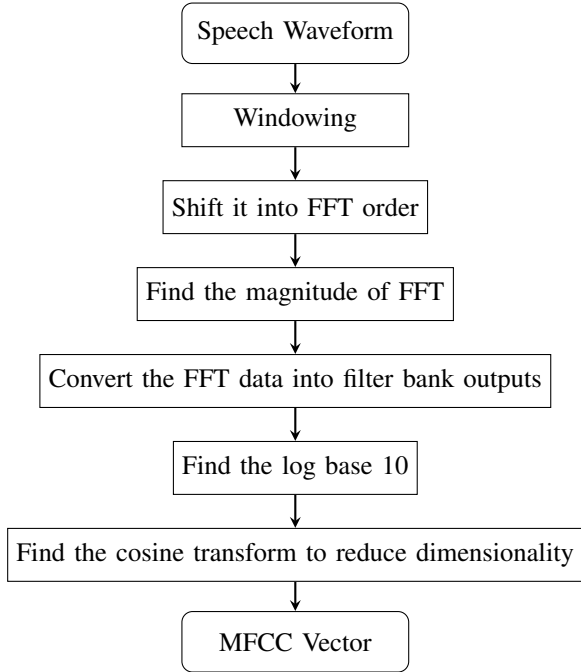 Speech Waveform
Windowing
Shift it into FFT order
Find the magnitude of FFT
Convert the FFT data into filter bank outputs
Find the log base 10
Find the cosine transform to reduce dimensionality
MFCC Vector